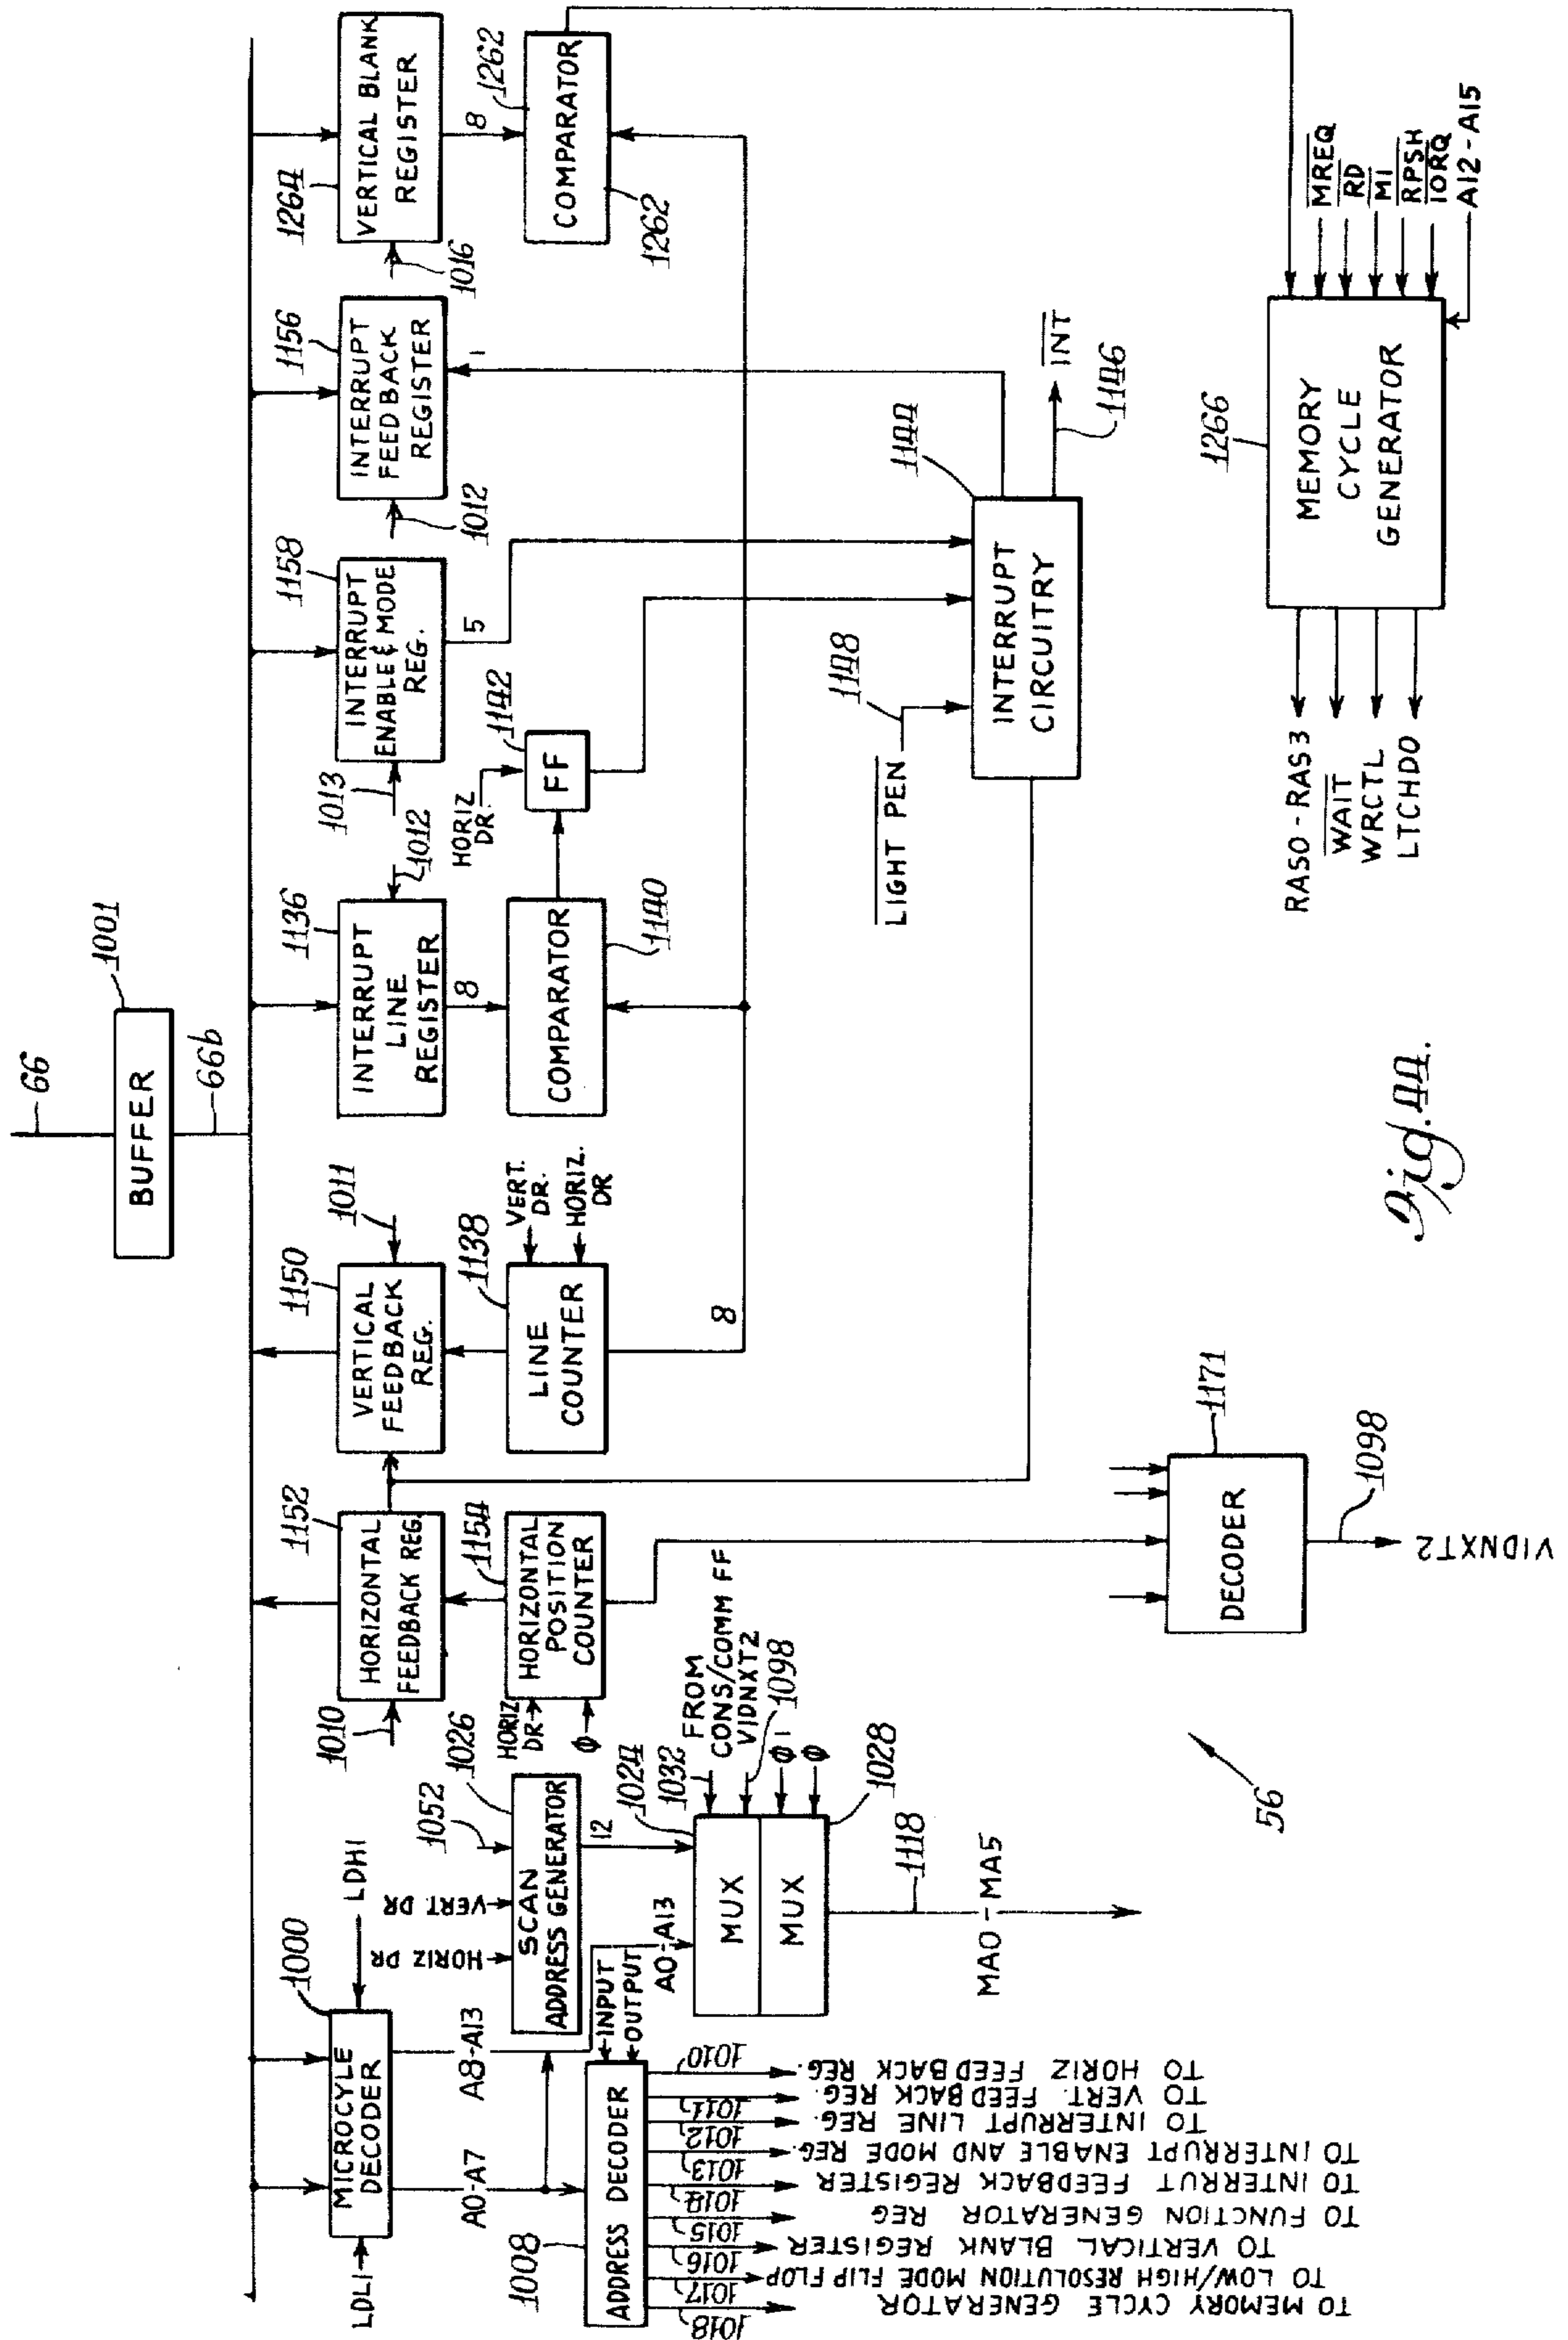 66
BUFFER
1001
66b
LDL1
MICROCYLE
DECODER
1000
LDH1
A0-A7
A8-A13
1008
ADDRESS DECODER
INPUT
OUTPUT
1010
TO HORIZ FEEDBACK REG.
1011
TO VERT. FEEDBACK REG
1012
TO INTERRUPT LINE REG
1013
TO INTERRUPT ENABLE AND MODE REG.
1014
TO INTERRUT FEEDBACK REGISTER
1015
TO FUNCTION GENERATOR REG
1016
TO VERTICAL BLANK REGISTER
1017
TO LOW/HIGH RESOLUTION MODE FLIP FLOP
1018
TO MEMORY CYCLE GENERATOR
HORIZ DR
VERT DR
1052
1026
SCAN
ADDRESS GENERATOR
12
A0-A13
1024
MUX
MUX
1032
FROM
CONS/COMM FF
VIDNXT2
1098
Φ1
Φ
1028
1118
MA0-MA5
1010
HORIZONTAL
FEEDBACK REG.
1152
HORIZ
DR
Φ
HORIZONTAL
POSITION
COUNTER
1154
VERTICAL
FEEDBACK
REG.
1150
1011
LINE
COUNTER
1138
VERT.
DR.
HORIZ.
DR
8
INTERRUPT
LINE
REGISTER
1136
1012
8
COMPARATOR
1140
HORIZ
DR.
FF
1142
1013
INTERRUPT
ENABLE & MODE
REG.
1158
5
1012
INTERRUPT
FEEDBACK
REGISTER
1156
1
1016
VERTICAL BLANK
REGISTER
1264
8
COMPARATOR
1262
1262
LIGHT PEN
1148
INTERRUPT
CIRCUITRY
1144
INT
1146
DECODER
1171
1098
VIDNXT2
56
MEMORY
CYCLE
GENERATOR
1266
MREQ
RD
M1
RPSH
IORQ
A12-A15
RAS0-RAS3
WAIT
WRCTL
LTCHDO
Fig. 44.